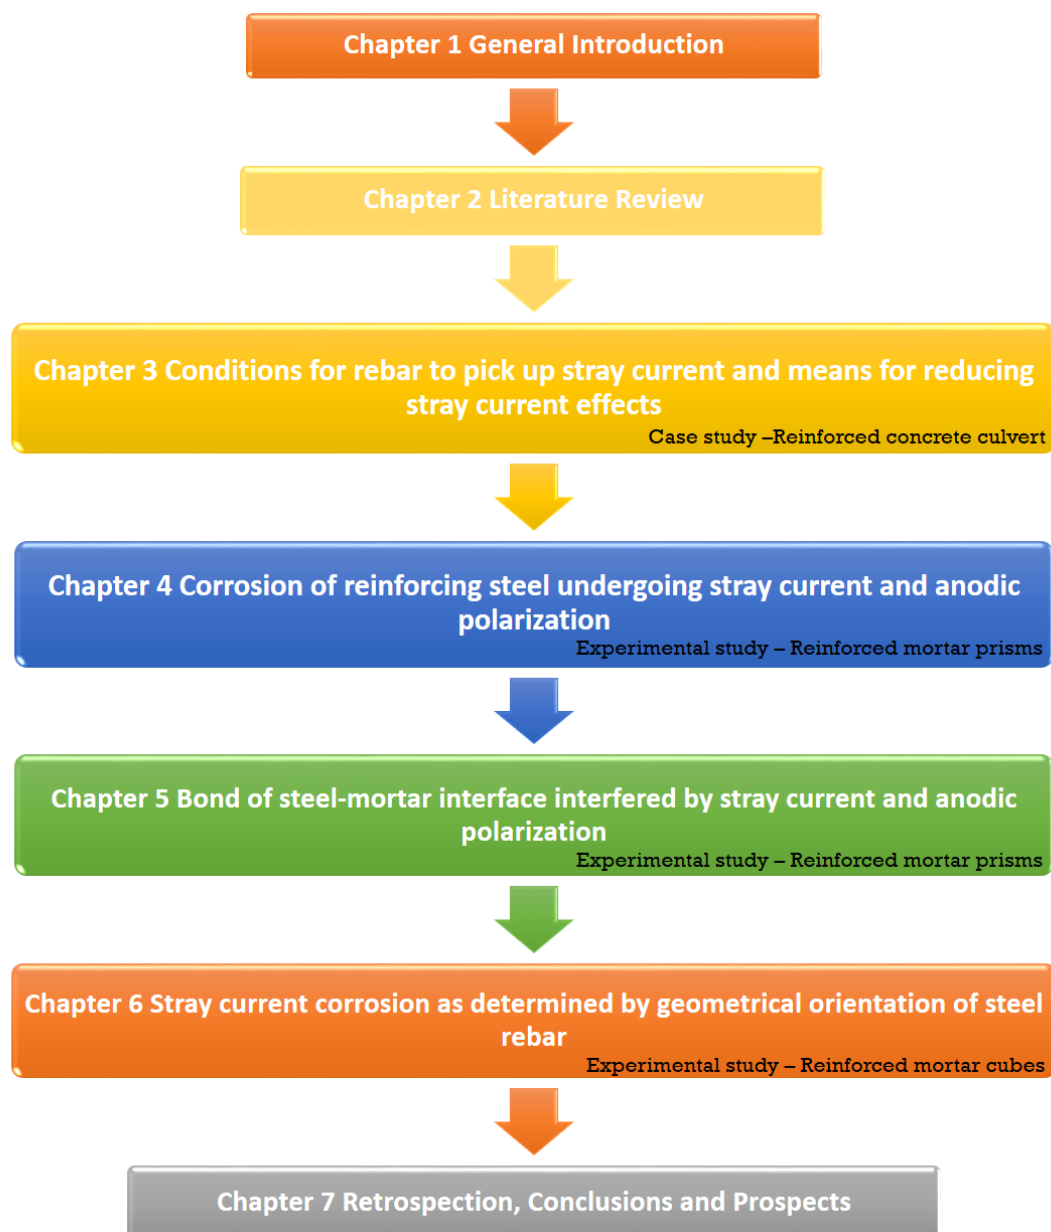 Chapter 1 General Introduction
Chapter 2 Literature Review
Chapter 3 Conditions for rebar to pick up stray current and means for reducing
stray current effects
Case study –Reinforced concrete culvert
Chapter 4 Corrosion of reinforcing steel undergoing stray current and anodic
polarization
Experimental study – Reinforced mortar prisms
Chapter 5 Bond of steel-mortar interface interfered by stray current and anodic
polarization
Experimental study – Reinforced mortar prisms
Chapter 6 Stray current corrosion as determined by geometrical orientation of steel
rebar
Experimental study – Reinforced mortar cubes
Chapter 7 Retrospection, Conclusions and Prospects